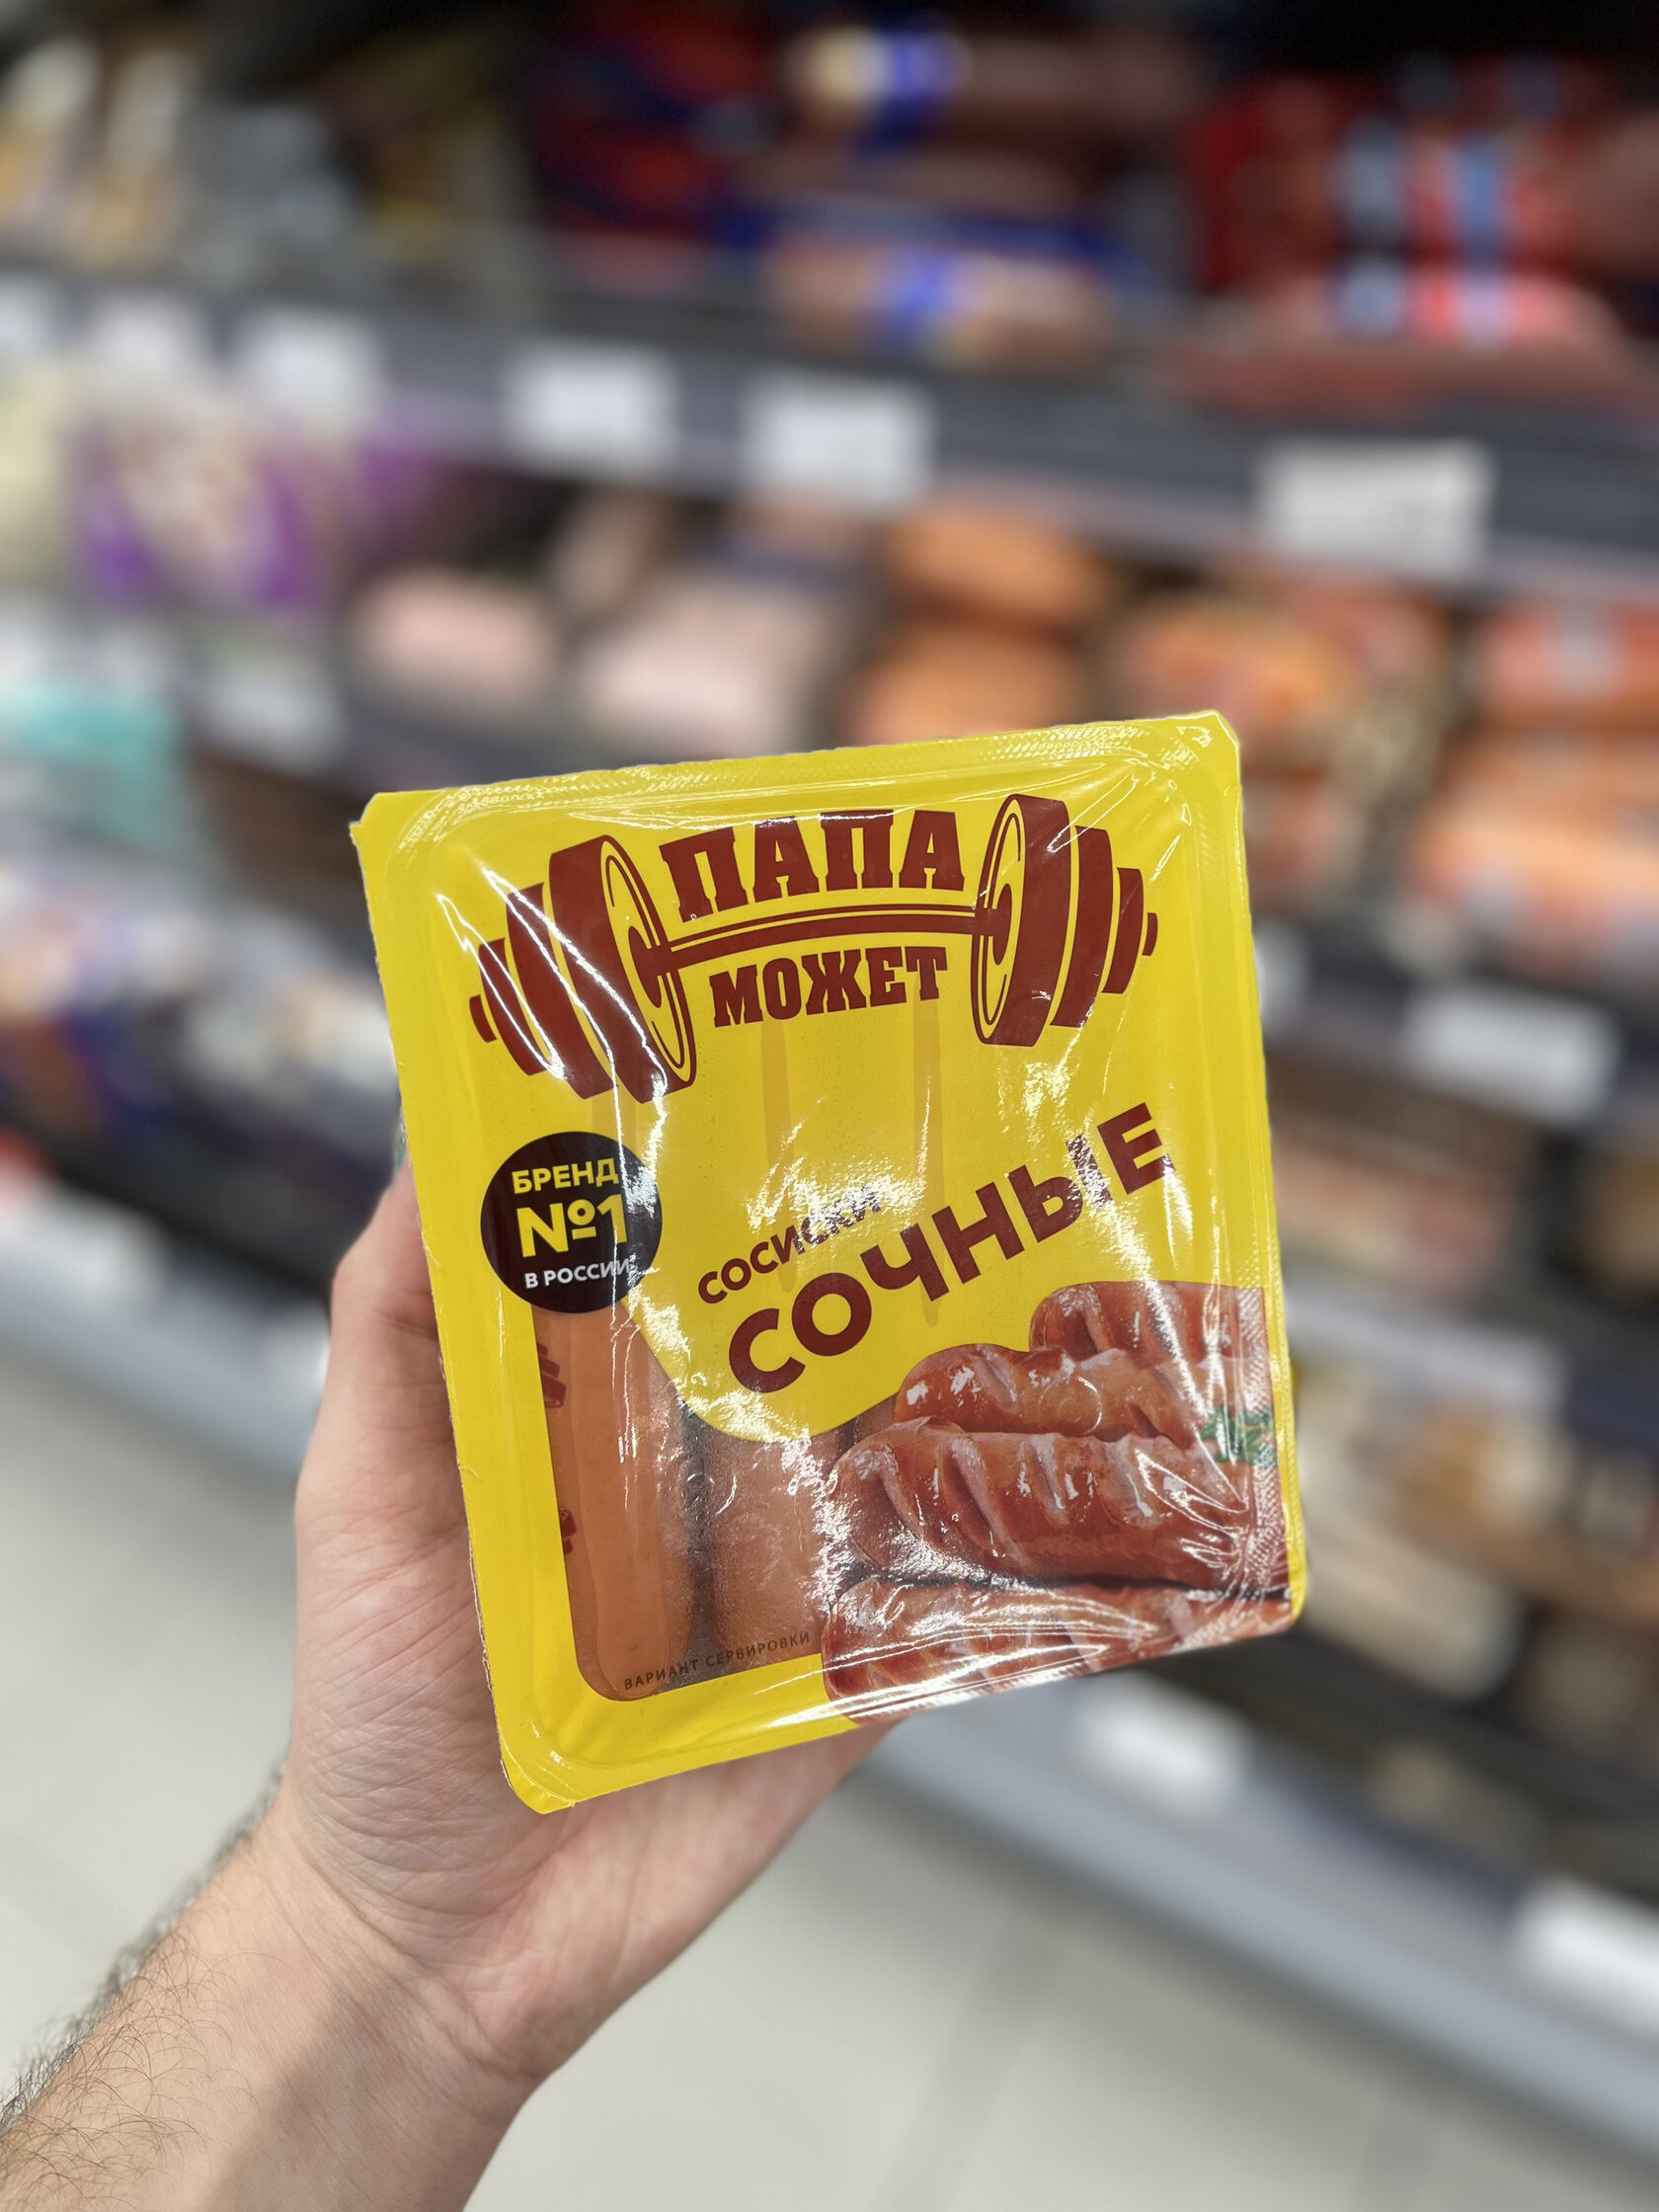 ПАПА
МОЖЕТ
БРЕНД
№1
В РОССИИ
СОСИСКИ
СОЧНЫЕ
ВАРИАНТ СЕРВИРОВКИ